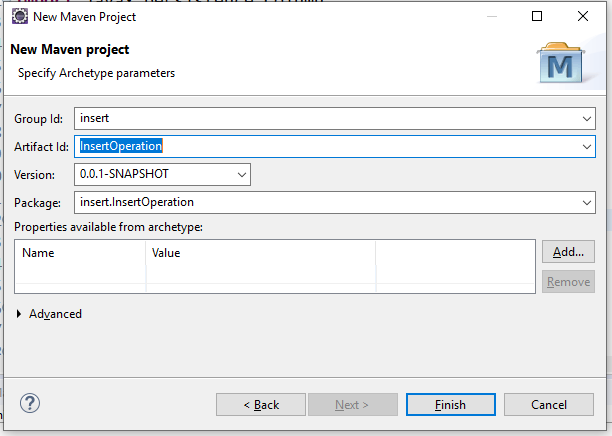 New Maven Project
New Maven project
Specify Archetype parameters
M
Group Id: insert
Artifact Id: InsertOperation
Version: 0.0.1-SNAPSHOT
Package: insert.InsertOperation
Properties available from archetype:
Name Value
Add...
Remove
Advanced
? < Back Next > Finish Cancel